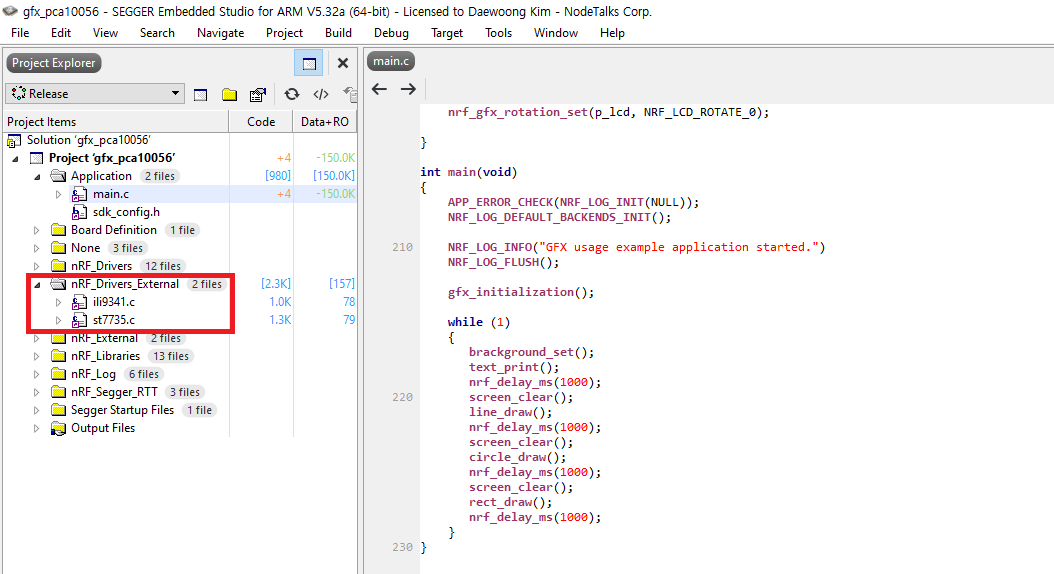 gfx_pca10056 - SEGGER Embedded Studio for ARM V5.32a (64-bit) - Licensed to Daewoong Kim - NodeTalks Corp.
File Edit View Search Navigate Project Build Debug Target Tools Window Help
Project Explorer
Release
Project Items Code Data+RO
Solution 'gfx_pca10056'
Project 'gfx_pca10056' +4 -150.0K
Application 2 files [980] [150.0K]
main.c +4 -150.0K
sdk_config.h
Board Definition 1 file
None 3 files
nRF_Drivers 12 files
nRF_Drivers_External 2 files [2.3K] [157]
ili9341.c 1.0K 78
st7735.c 1.3K 79
nRF_External 2 files
nRF_Libraries 13 files
nRF_Log 6 files
nRF_Segger_RTT 3 files
Segger Startup Files 1 file
Output Files
main.c
nrf_gfx_rotation_set(p_lcd, NRF_LCD_ROTATE_0);
}
int main(void)
{
APP_ERROR_CHECK(NRF_LOG_INIT(NULL));
NRF_LOG_DEFAULT_BACKENDS_INIT();
210 NRF_LOG_INFO("GFX usage example application started.")
NRF_LOG_FLUSH();
gfx_initialization();
while (1)
{
brackground_set();
text_print();
nrf_delay_ms(1000);
220 screen_clear();
line_draw();
nrf_delay_ms(1000);
screen_clear();
circle_draw();
nrf_delay_ms(1000);
screen_clear();
rect_draw();
nrf_delay_ms(1000);
}
230 }